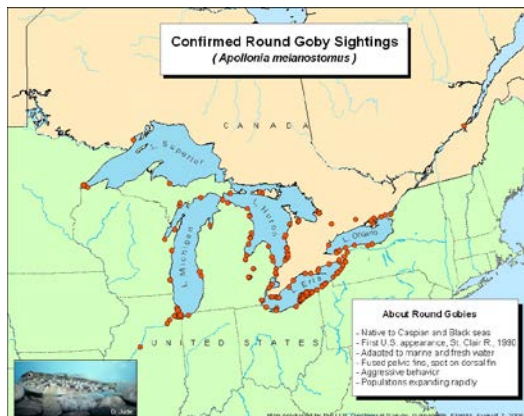 Confirmed Round Goby Sightings
( Apollonia melanostomus )
CANADA
L. Superior
L. Huron
L. Michigan
L. Ontario
L. Erie
UNITED STATES
About Round Gobies
- Native to Caspian and Black seas
- First U.S. appearance, St. Clair R., 1990
- Adapted to marine and fresh water
- Fused pelvic fins, spot on dorsal fin
- Aggressive behavior
- Populations expanding rapidly
D. Jude